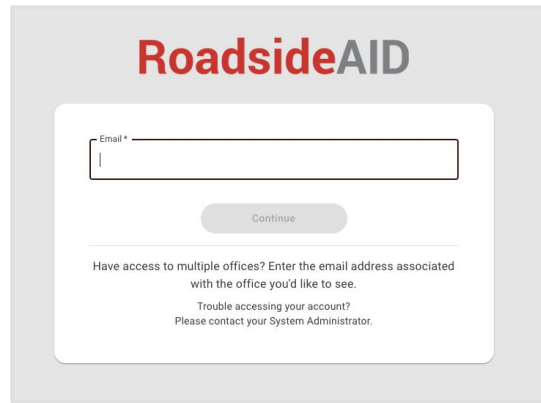 RoadsideAID
Email *
Continue
Have access to multiple offices? Enter the email address associated
with the office you'd like to see.
Trouble accessing your account?
Please contact your System Administrator.